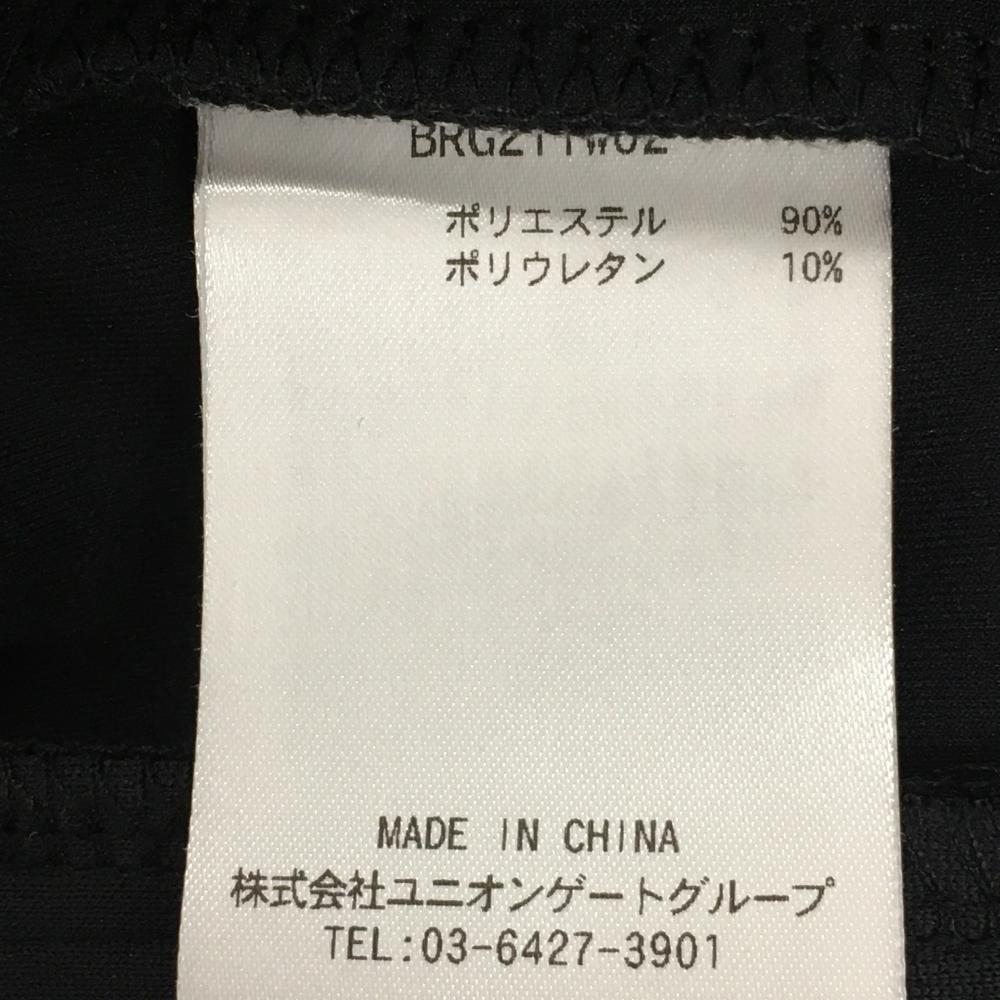 BRG211W02
ポリエステル 90%
ポリウレタン 10%
MADE IN CHINA
株式会社ユニオンゲートグループ
TEL:03-6427-3901